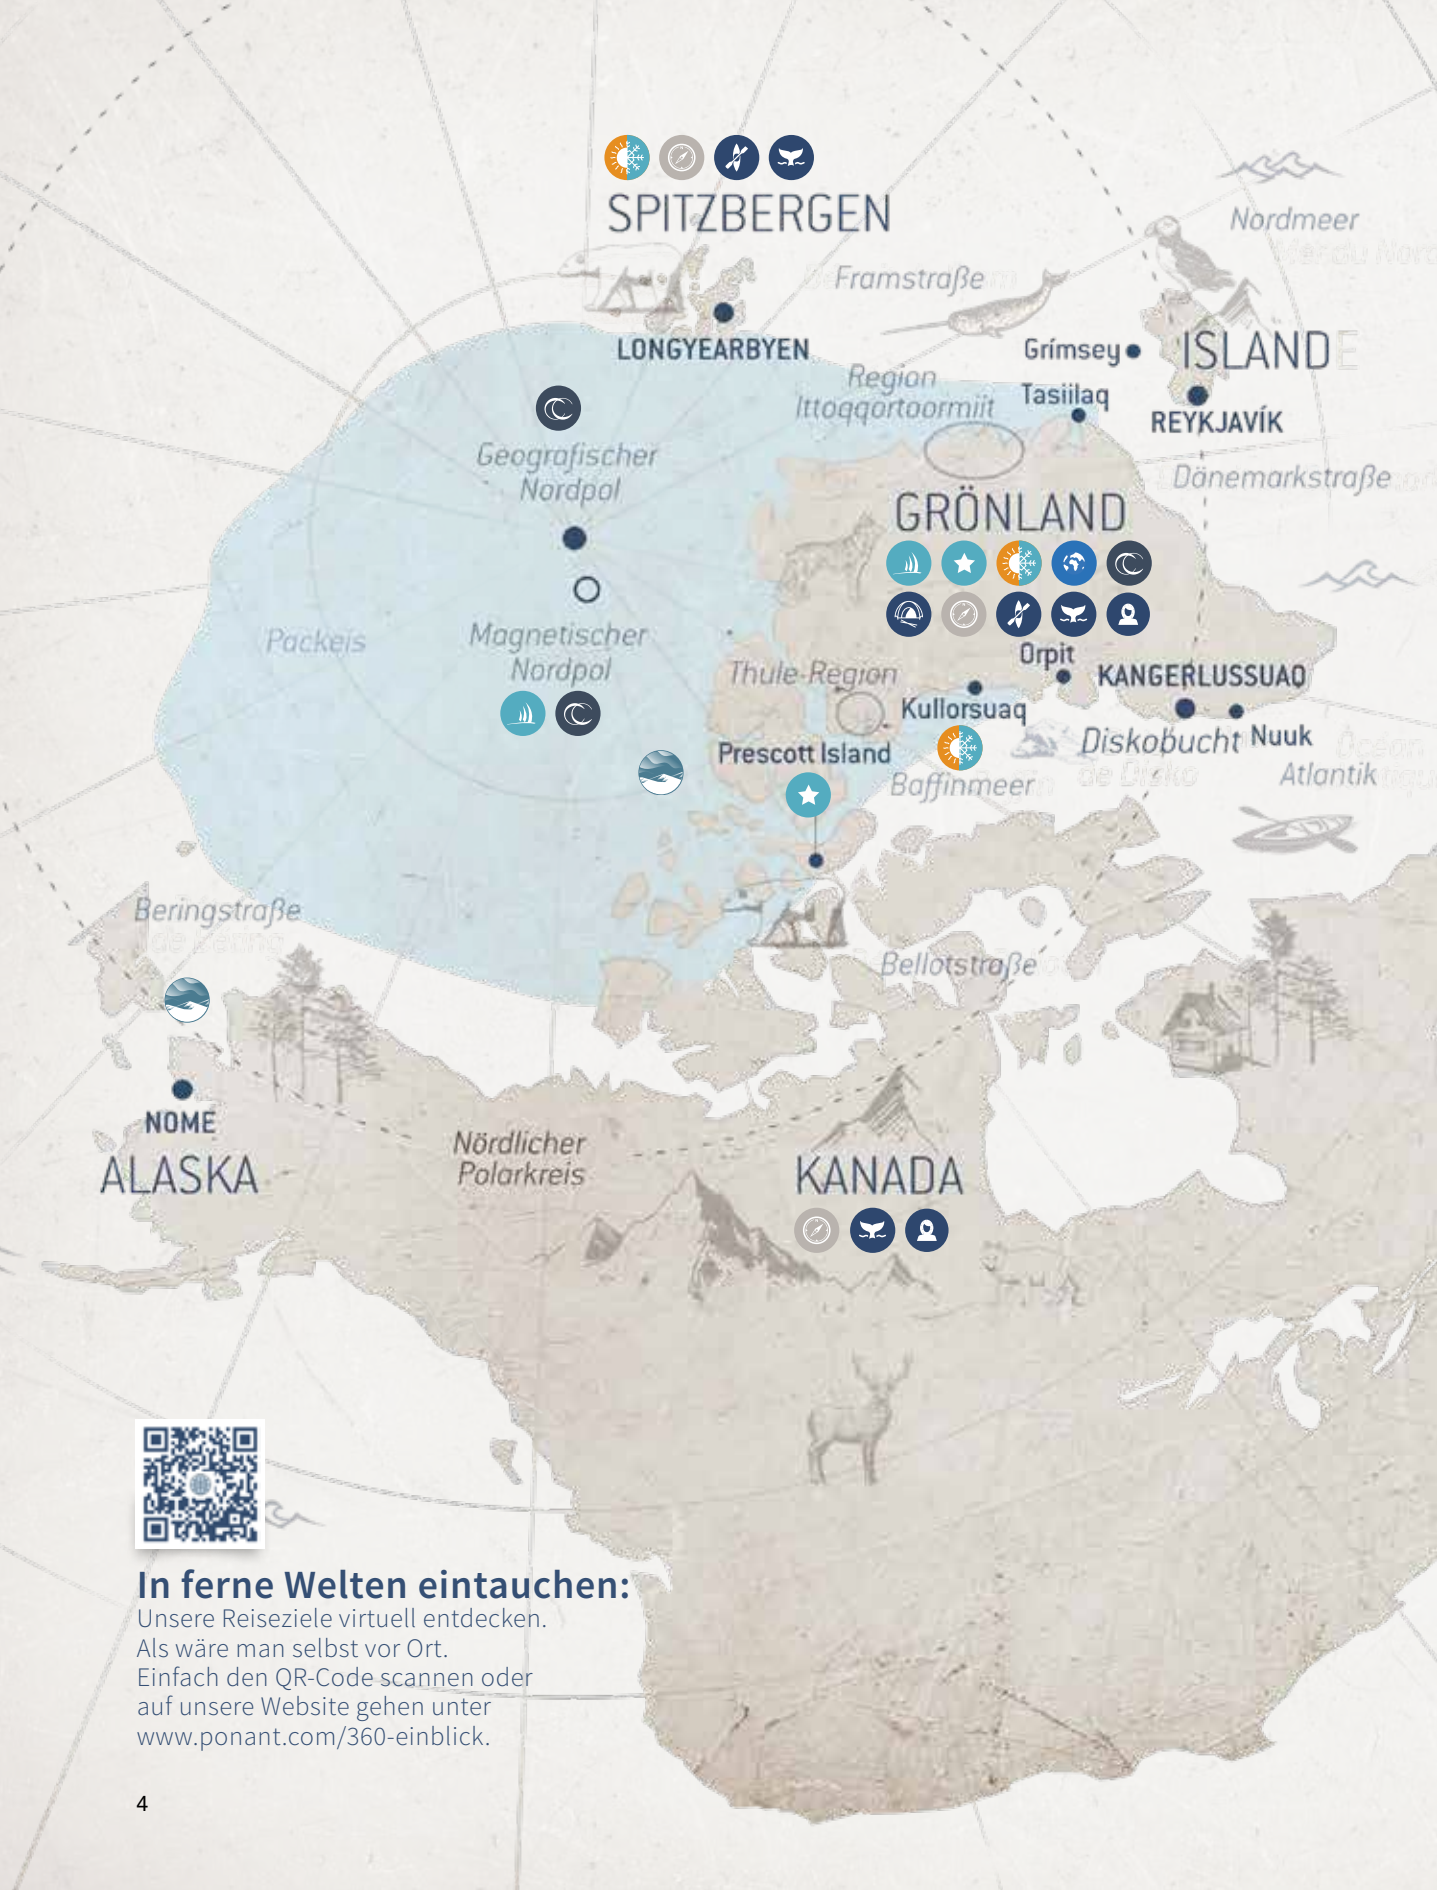 SPITZBERGEN
Nordmeer
Framstraße
LONGYEARBYEN
Grímsey
ISLAND
Region
Ittoqqortoormiit
Tasiilaq
REYKJAVÍK
Geografischer
Nordpol
Dänemarkstraße
GRÖNLAND
Packeis
Magnetischer
Nordpol
Thule-Region
Orpit
KANGERLUSSUAQ
Kullorsuaq
Prescott Island
Diskobucht
Nuuk
Baffinmeer
Atlantik
Beringstraße
Bellotstraße
NOME
ALASKA
Nördlicher
Polarkreis
KANADA
In ferne Welten eintauchen:
Unsere Reiseziele virtuell entdecken.
Als wäre man selbst vor Ort.
Einfach den QR-Code scannen oder
auf unsere Website gehen unter
www.ponant.com/360-einblick.
4